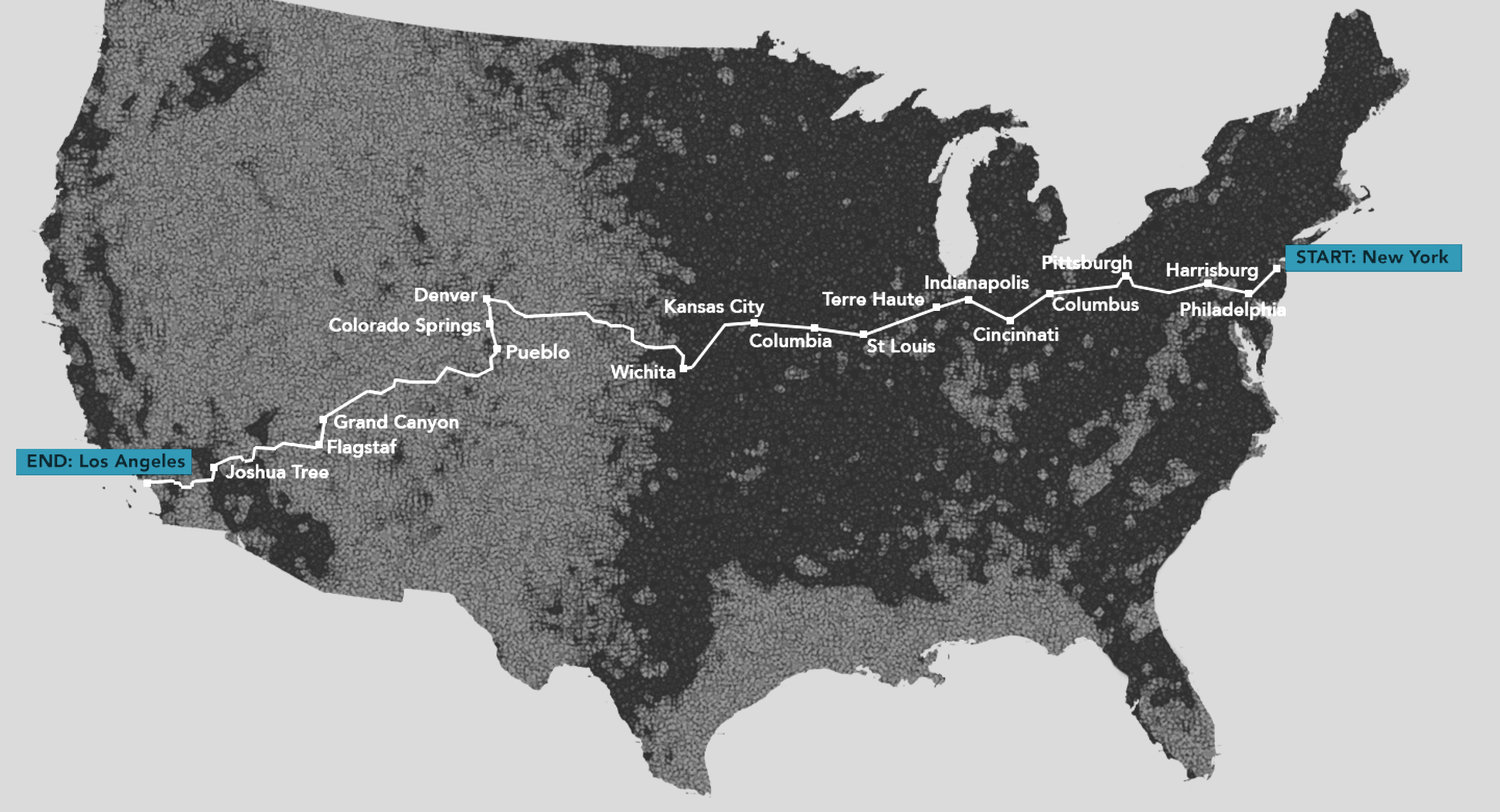 START: New York
Pittsburgh
Harrisburg
Indianapolis
Denver
Terre Haute
Columbus
Kansas City
Philadelphia
Colorado Springs
Cincinnati
Columbia
St Louis
Pueblo
Wichita
Grand Canyon
Flagstaf
END: Los Angeles
Joshua Tree